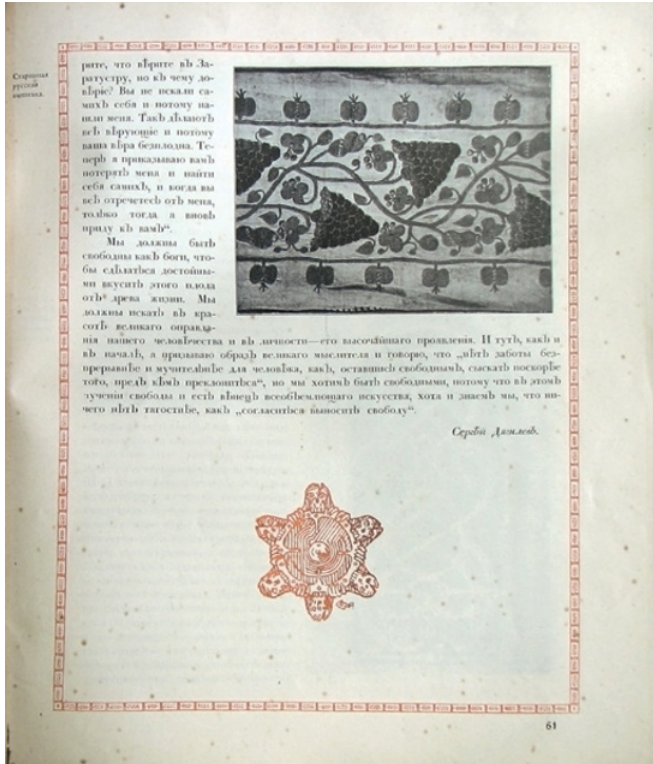 Старинная
русская
вышивка.
рите, что вѣрите въ За-
ратустру, но къ чему до-
вѣріе? Вы не искали са-
михъ себя и потому на-
шли меня. Такъ дѣлаютъ
всѣ вѣрующіе и потому
ваша вѣра безплодна. Те-
перь я приказываю вамъ
потерять меня и найти
себя самихъ, и когда вы
всѣ отречетесь отъ меня,
только тогда я вновь
приду къ вамъ“.
Мы должны быть
свободны какъ боги, что-
бы сдѣлаться достойны-
ми вкусить этого плода
отъ древа жизни. Мы
должны искать въ кра-
сотѣ великаго оправда-
нія нашего человѣчества и въ личности—его высочайшаго проявленія. И тутъ, какъ и
въ началѣ, я призываю образъ великаго мыслителя и говорю, что „нѣтъ заботы без-
прерывнѣе и мучительнѣе для человѣка, какъ, оставшись свободнымъ, сыскать поскорѣе
того, предъ кѣмъ преклониться“, но мы хотимъ быть свободными, потому что въ этомъ
изученіи свободы и есть вѣнецъ всеобъемлющаго искусства, хотя и знаемъ мы, что ни-
чего нѣтъ тягостнѣе, какъ „согласиться выносить свободу“.
Сергѣй Дягилевъ.
61